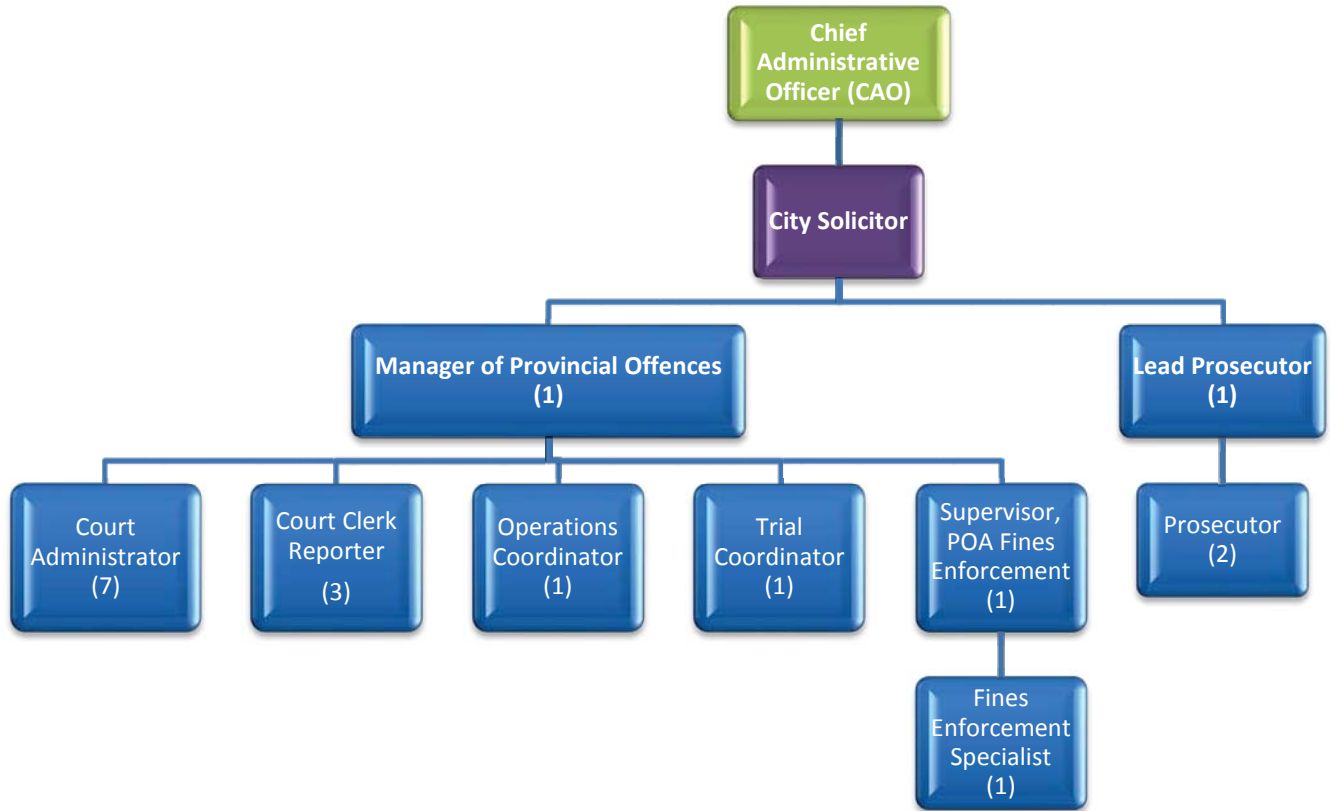 Chief
Administrative
Officer (CAO)
City Solicitor
Manager of Provincial Offences
(1)
Lead Prosecutor
(1)
Court
Administrator
(7)
Court Clerk
Reporter
(3)
Operations
Coordinator
(1)
Trial
Coordinator
(1)
Supervisor,
POA Fines
Enforcement
(1)
Prosecutor
(2)
Fines
Enforcement
Specialist
(1)